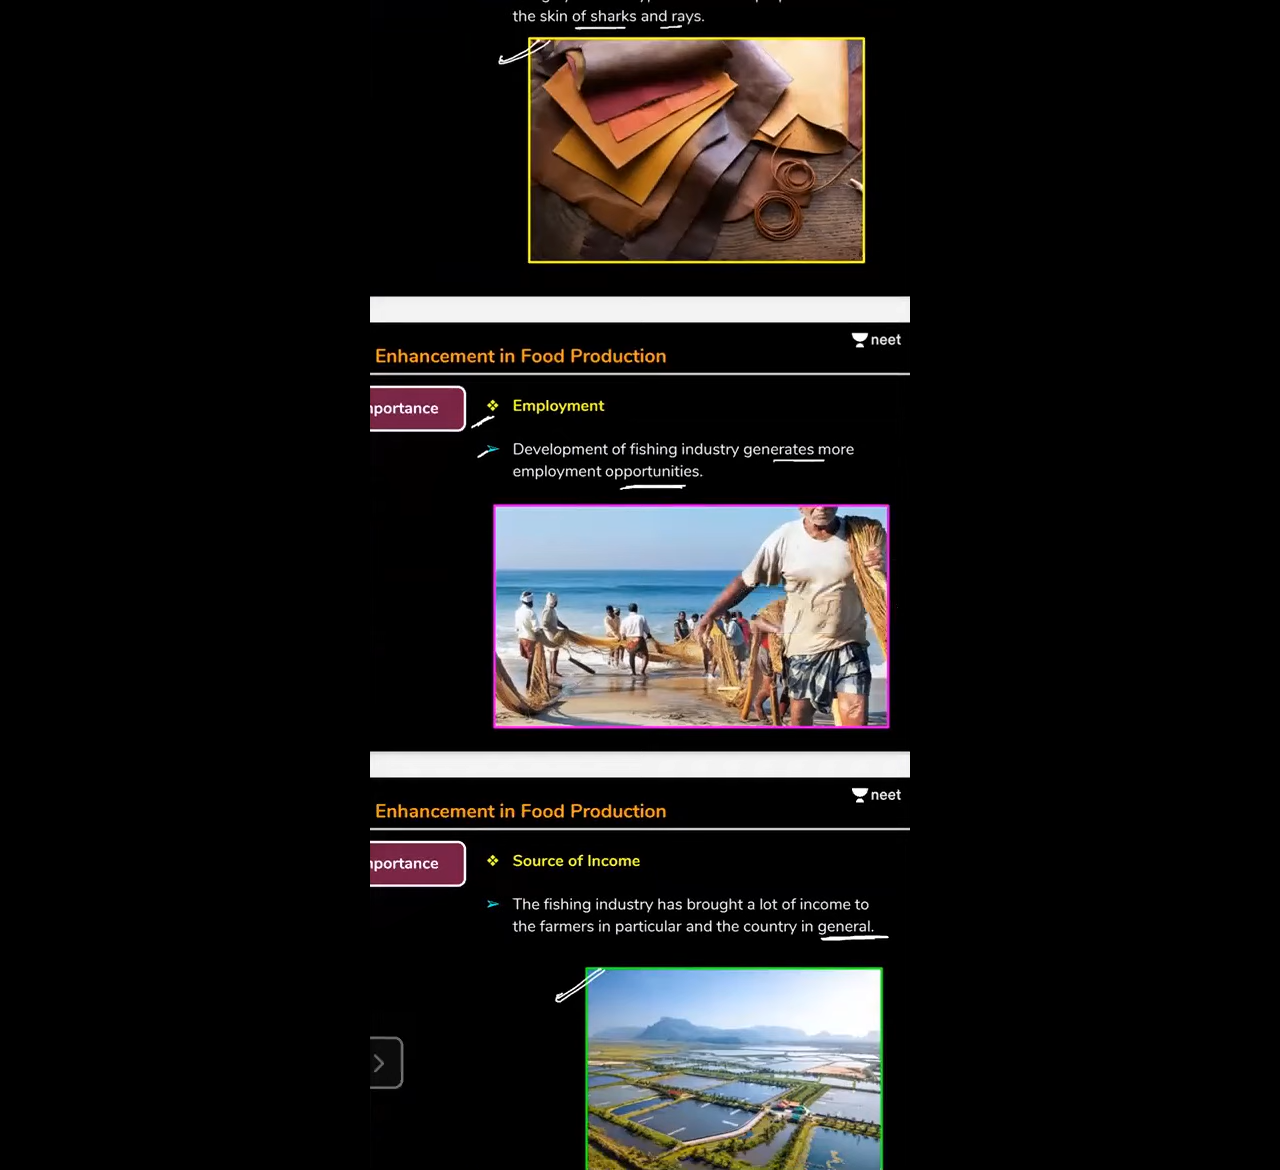 the skin of sharks and rays.
neet
Enhancement in Food Production
mportance
Employment
Development of fishing industry generates more
employment opportunities.
neet
Enhancement in Food Production
mportance
Source of Income
The fishing industry has brought a lot of income to
the farmers in particular and the country in general.